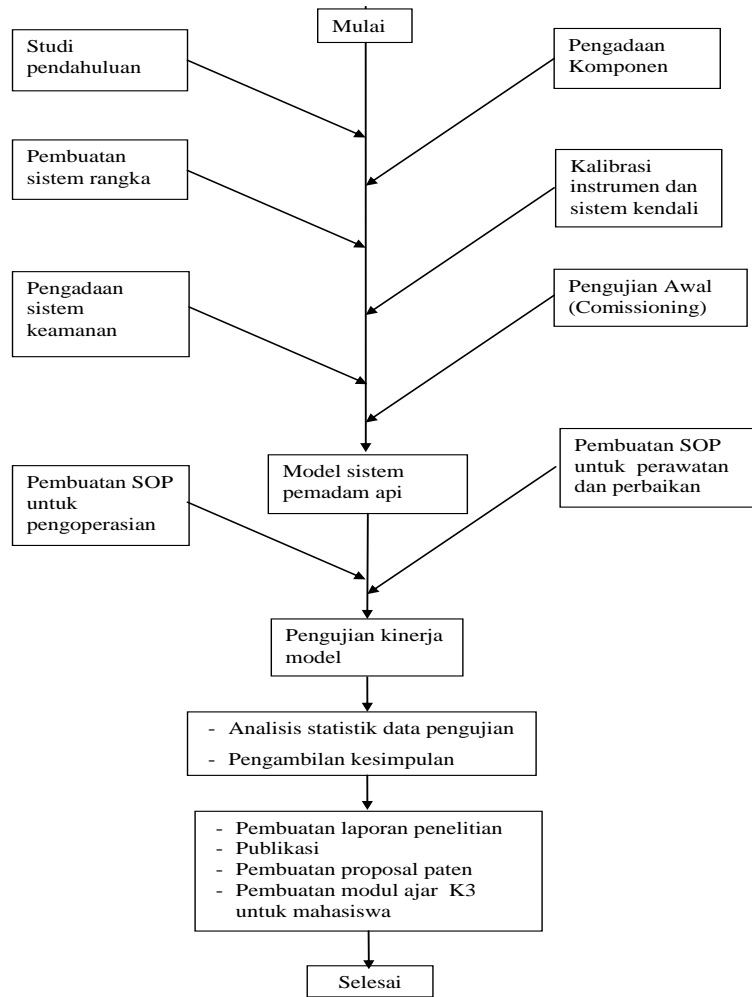 Mulai
Studi
pendahuluan
Pengadaan
Komponen
Pembuatan
sistem rangka
Kalibrasi
instrumen dan
sistem kendali
Pengadaan
sistem
keamanan
Pengujian Awal
(Comissioning)
Model sistem
pemadam api
Pembuatan SOP
untuk
pengoperasian
Pembuatan SOP
untuk perawatan
dan perbaikan
Pengujian kinerja
model
- Analisis statistik data pengujian
- Pengambilan kesimpulan
- Pembuatan laporan penelitian
- Publikasi
- Pembuatan proposal paten
- Pembuatan modul ajar K3
untuk mahasiswa
Selesai